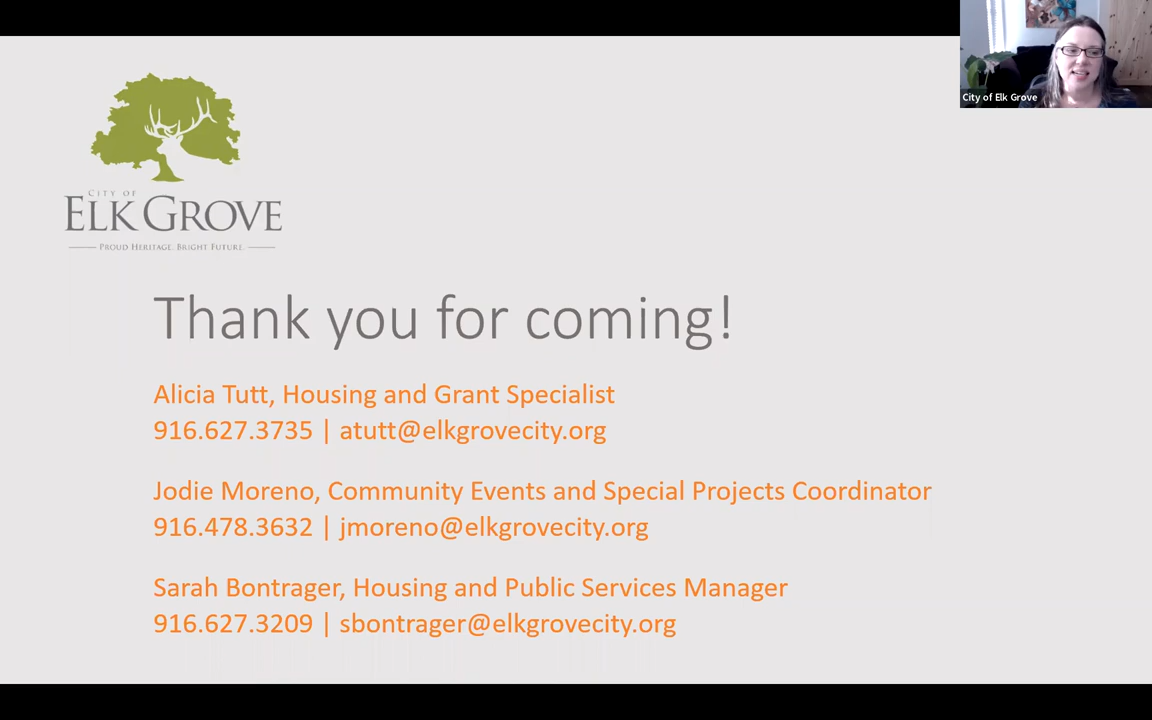 City of Elk Grove
CITY OF
ELK GROVE
PROUD HERITAGE. BRIGHT FUTURE.
Thank you for coming!
Alicia Tutt, Housing and Grant Specialist
916.627.3735 | atutt@elkgrovecity.org
Jodie Moreno, Community Events and Special Projects Coordinator
916.478.3632 | jmoreno@elkgrovecity.org
Sarah Bontrager, Housing and Public Services Manager
916.627.3209 | sbontrager@elkgrovecity.org